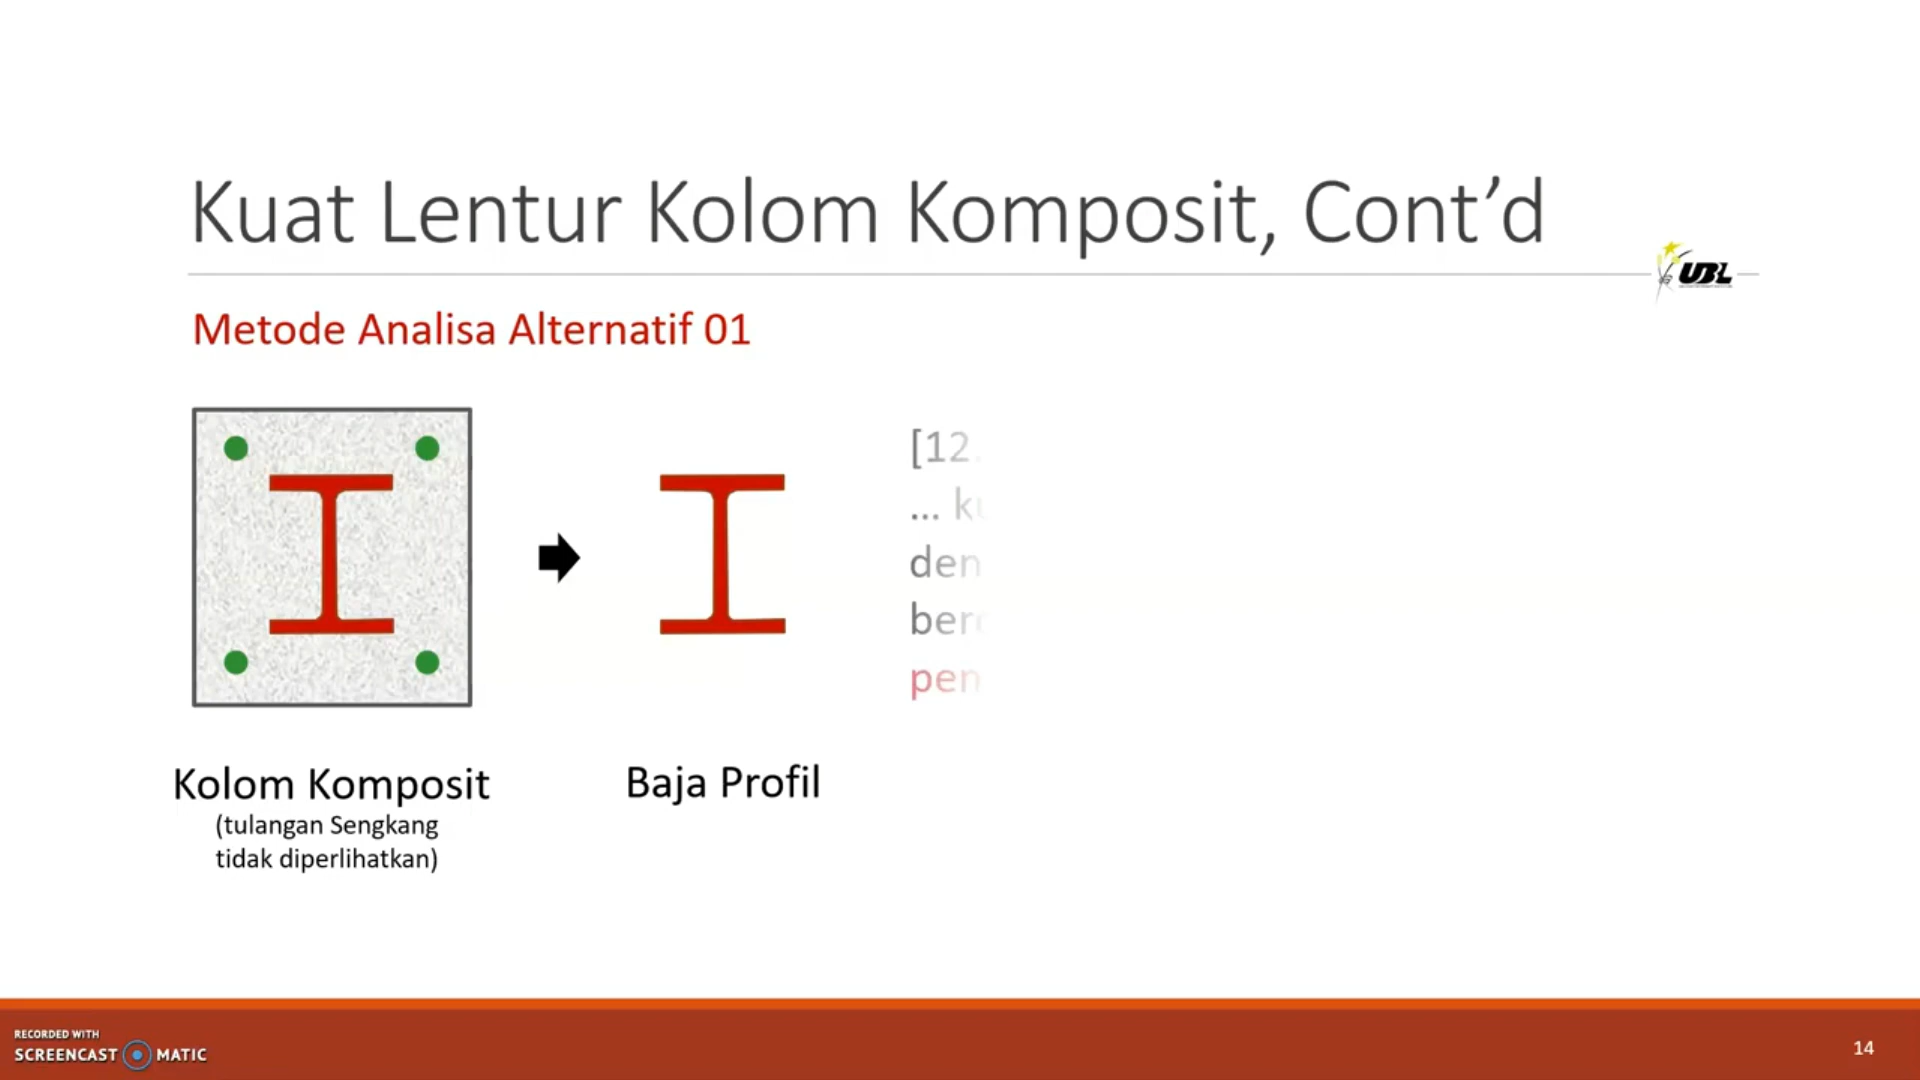 Kuat Lentur Kolom Komposit, Cont’d
UBL
Metode Analisa Alternatif 01
[12.
...
den
ber
pen
Kolom Komposit
(tulangan Sengkang
tidak diperlihatkan)
Baja Profil
RECORDED WITH
SCREENCAST MATIC
14